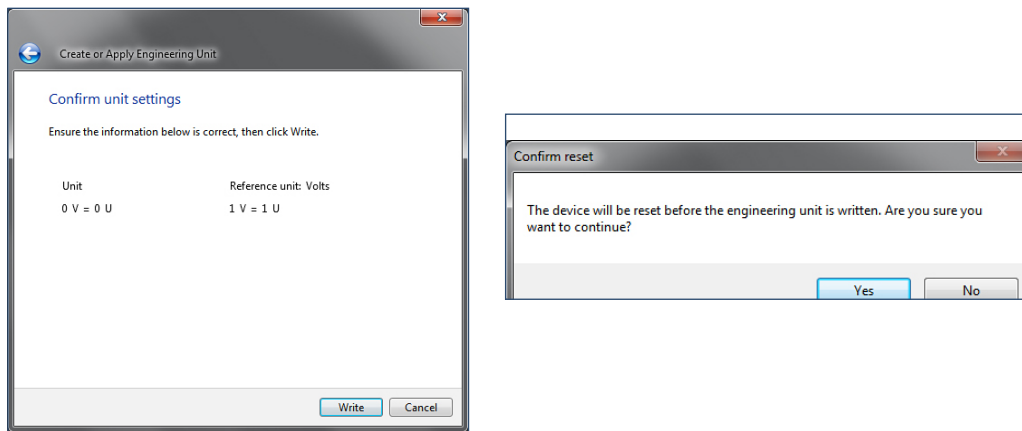 Create or Apply Engineering Unit
Confirm unit settings
Ensure the information below is correct, then click Write.
Unit
Reference unit: Volts
0 V = 0 U
1 V = 1 U
Write
Cancel
Confirm reset
The device will be reset before the engineering unit is written. Are you sure you
want to continue?
Yes
No